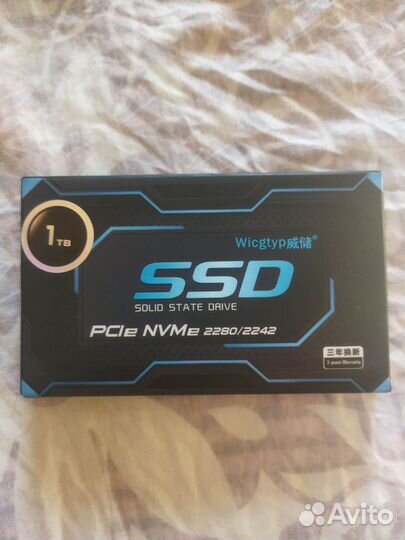 1TB
Wicgtyp威储®
SSD
SOLID STATE DRIVE
PCIe NVMe 2280/2242
三年换新
3 years Warranty
Avito